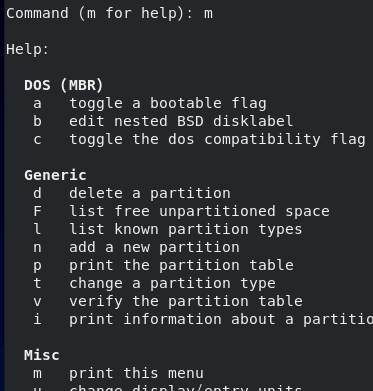 Command (m for help): m
Help:
DOS (MBR)
a toggle a bootable flag
b edit nested BSD disklabel
c toggle the dos compatibility flag
Generic
d delete a partition
F list free unpartitioned space
l list known partition types
n add a new partition
p print the partition table
t change a partition type
v verify the partition table
i print information about a partitio
Misc
m print this menu
u change display/entry units